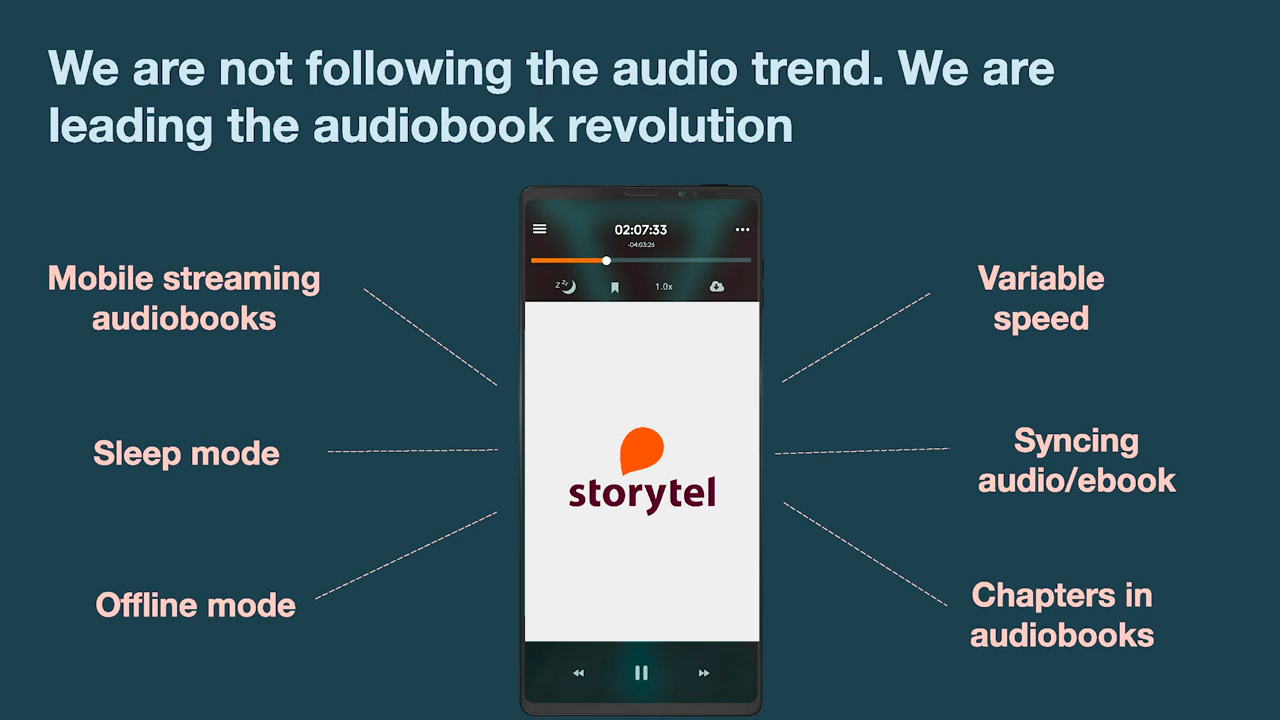 We are not following the audio trend. We are
leading the audiobook revolution
Mobile streaming
audiobooks
Sleep mode
Offline mode
02:07:33
-04:03:26
z z z
1.0x
storytel
Variable
speed
Syncing
audio/ebook
Chapters in
audiobooks